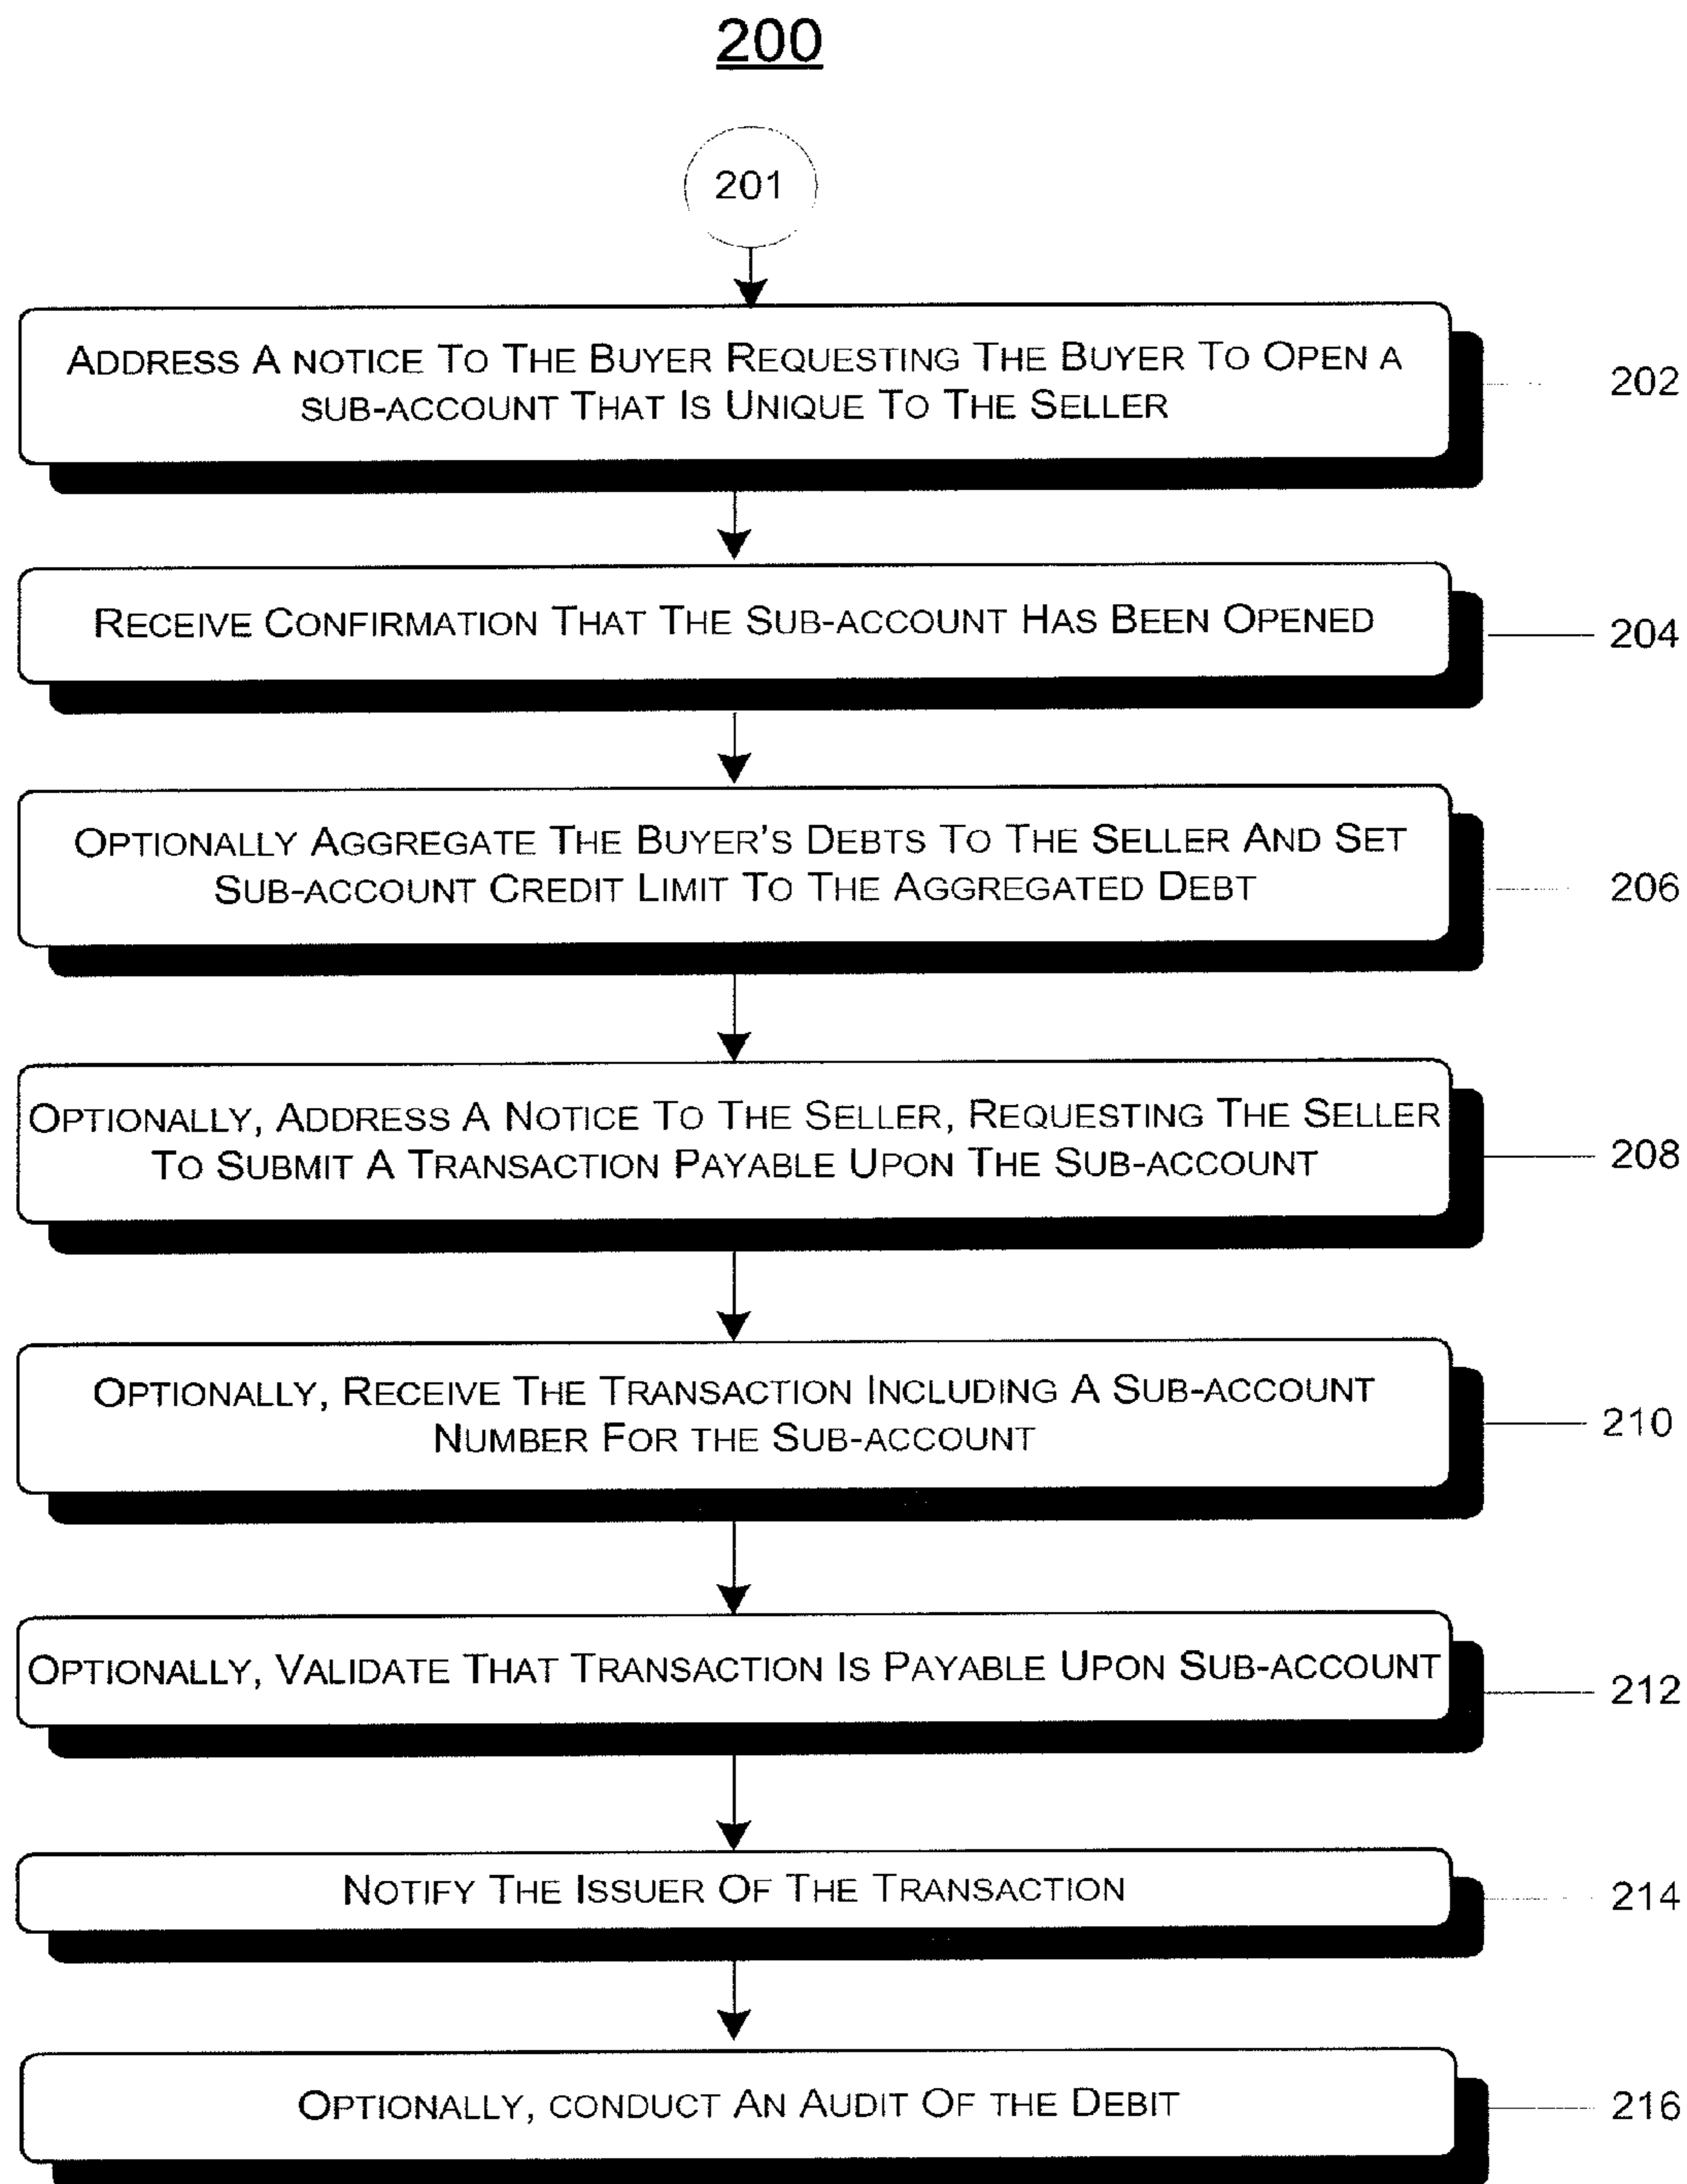 200
201
ADDRESS A NOTICE TO THE BUYER REQUESTING THE BUYER TO OPEN A
SUB-ACCOUNT THAT IS UNIQUE TO THE SELLER
202
RECEIVE CONFIRMATION THAT THE SUB-ACCOUNT HAS BEEN OPENED
204
OPTIONALLY AGGREGATE THE BUYER'S DEBTS TO THE SELLER AND SET
SUB-ACCOUNT CREDIT LIMIT TO THE AGGREGATED DEBT
206
OPTIONALLY, ADDRESS A NOTICE TO THE SELLER, REQUESTING THE SELLER
TO SUBMIT A TRANSACTION PAYABLE UPON THE SUB-ACCOUNT
208
OPTIONALLY, RECEIVE THE TRANSACTION INCLUDING A SUB-ACCOUNT
NUMBER FOR THE SUB-ACCOUNT
210
OPTIONALLY, VALIDATE THAT TRANSACTION IS PAYABLE UPON SUB-ACCOUNT
212
NOTIFY THE ISSUER OF THE TRANSACTION
214
OPTIONALLY, CONDUCT AN AUDIT OF THE DEBIT
216